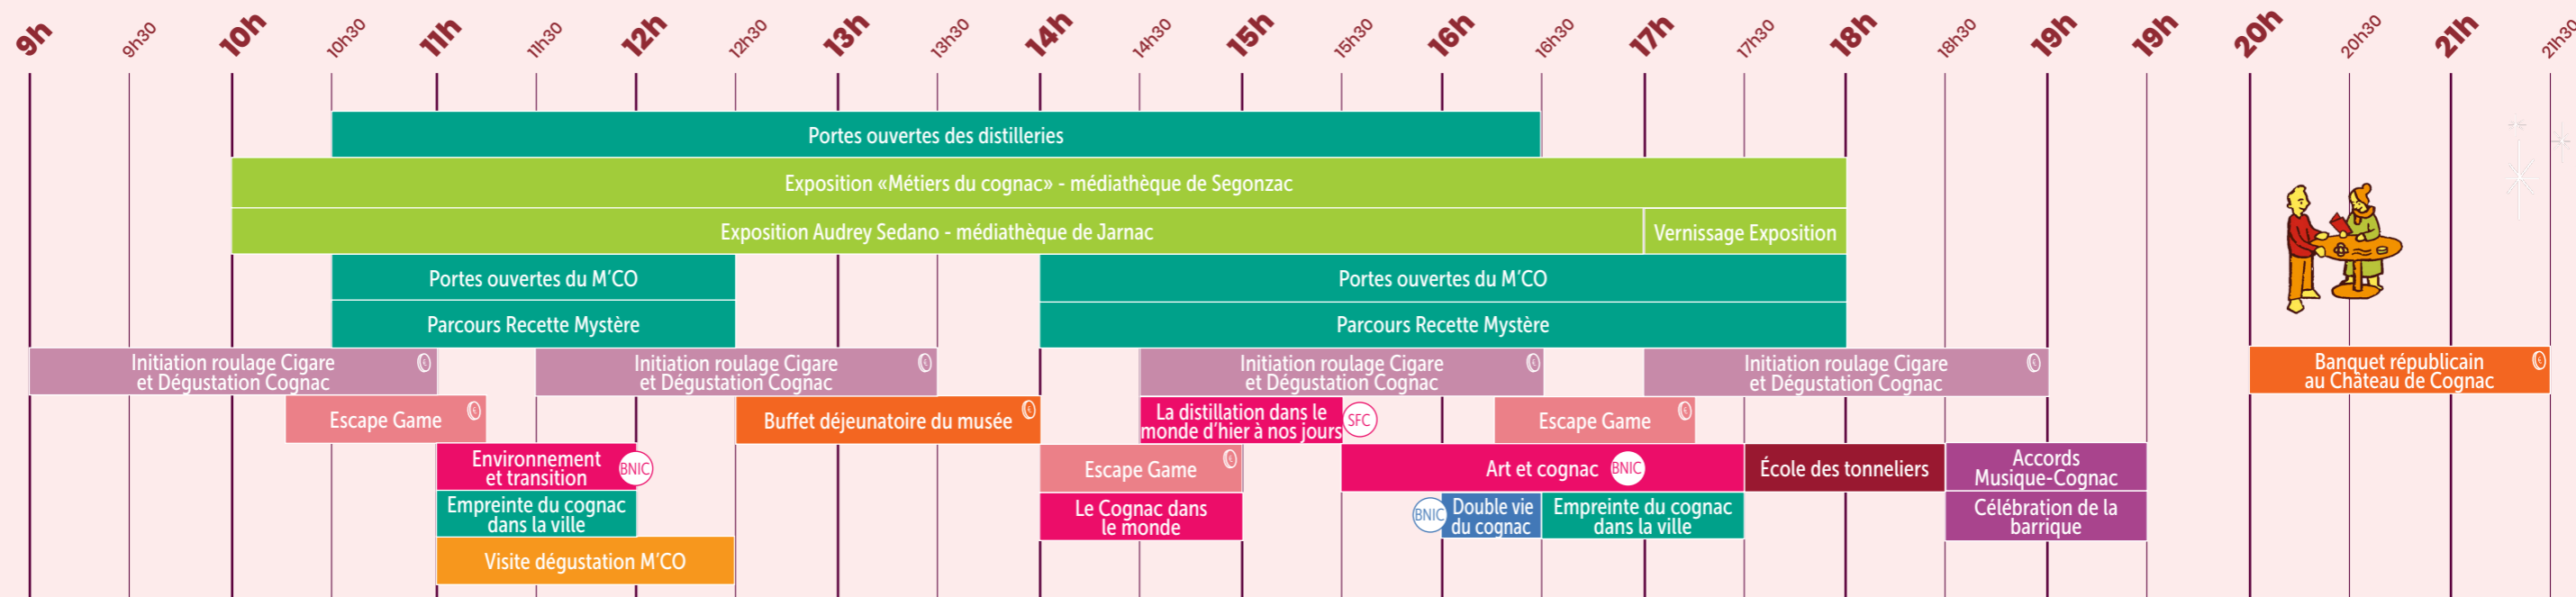 9h 9h30 10h 10h30 11h 11h30 12h 12h30 13h 13h30 14h 14h30 15h 15h30 16h 16h30 17h 17h30 18h 18h30 19h 19h 20h 20h30 21h 21h30
Portes ouvertes des distilleries
Exposition «Métiers du cognac» - médiathèque de Segonzac
Exposition Audrey Sedano - médiathèque de Jarnac
Vernissage Exposition
Portes ouvertes du M'CO
Portes ouvertes du M'CO
Parcours Recette Mystère
Parcours Recette Mystère
Initiation roulage Cigare
et Dégustation Cognac
€
Initiation roulage Cigare
et Dégustation Cognac
€
Initiation roulage Cigare
et Dégustation Cognac
€
Initiation roulage Cigare
et Dégustation Cognac
€
Banquet républicain
au Château de Cognac
€
Escape Game
€
Buffet déjeunatoire du musée
€
La distillation dans le
monde d'hier à nos jours
SFC
Escape Game
€
Environnement
et transition
BNIC
Escape Game
€
Art et cognac
BNIC
École des tonneliers
Accords
Musique-Cognac
Empreinte du cognac
dans la ville
Le Cognac dans
le monde
BNIC
Double vie
du cognac
Empreinte du cognac
dans la ville
Célébration de la
barrique
Visite dégustation M'CO